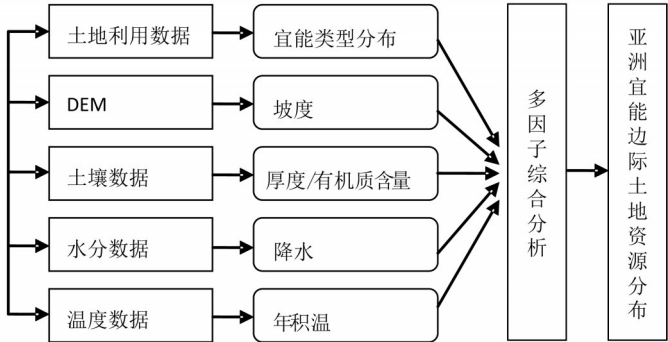 土地利用数据
宜能类型分布
DEM
坡度
土壤数据
厚度/有机质含量
水分数据
降水
温度数据
年积温
多因子综合分析
亚洲宜能边际土地资源分布